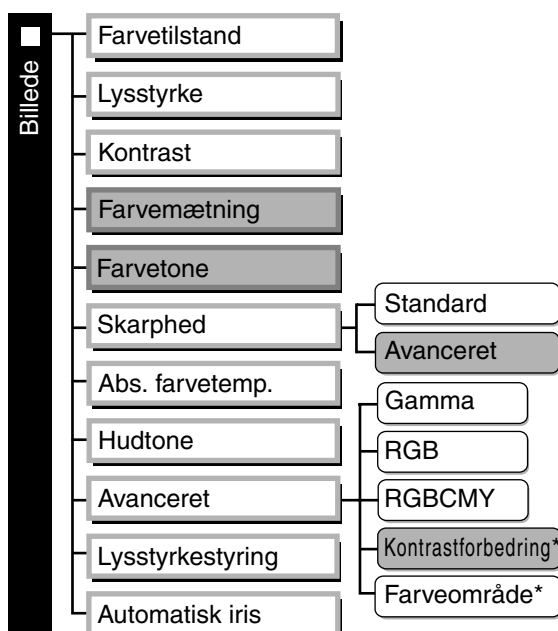 Billede
Farvetilstand
Lysstyrke
Kontrast
Farvemætning
Farvetone
Skarphed
Standard
Avanceret
Abs. farvetemp.
Hudtone
Avanceret
Gamma
RGB
RGBCMY
Kontrastforbedring*
Farveområde*
Lysstyrkestyring
Automatisk iris